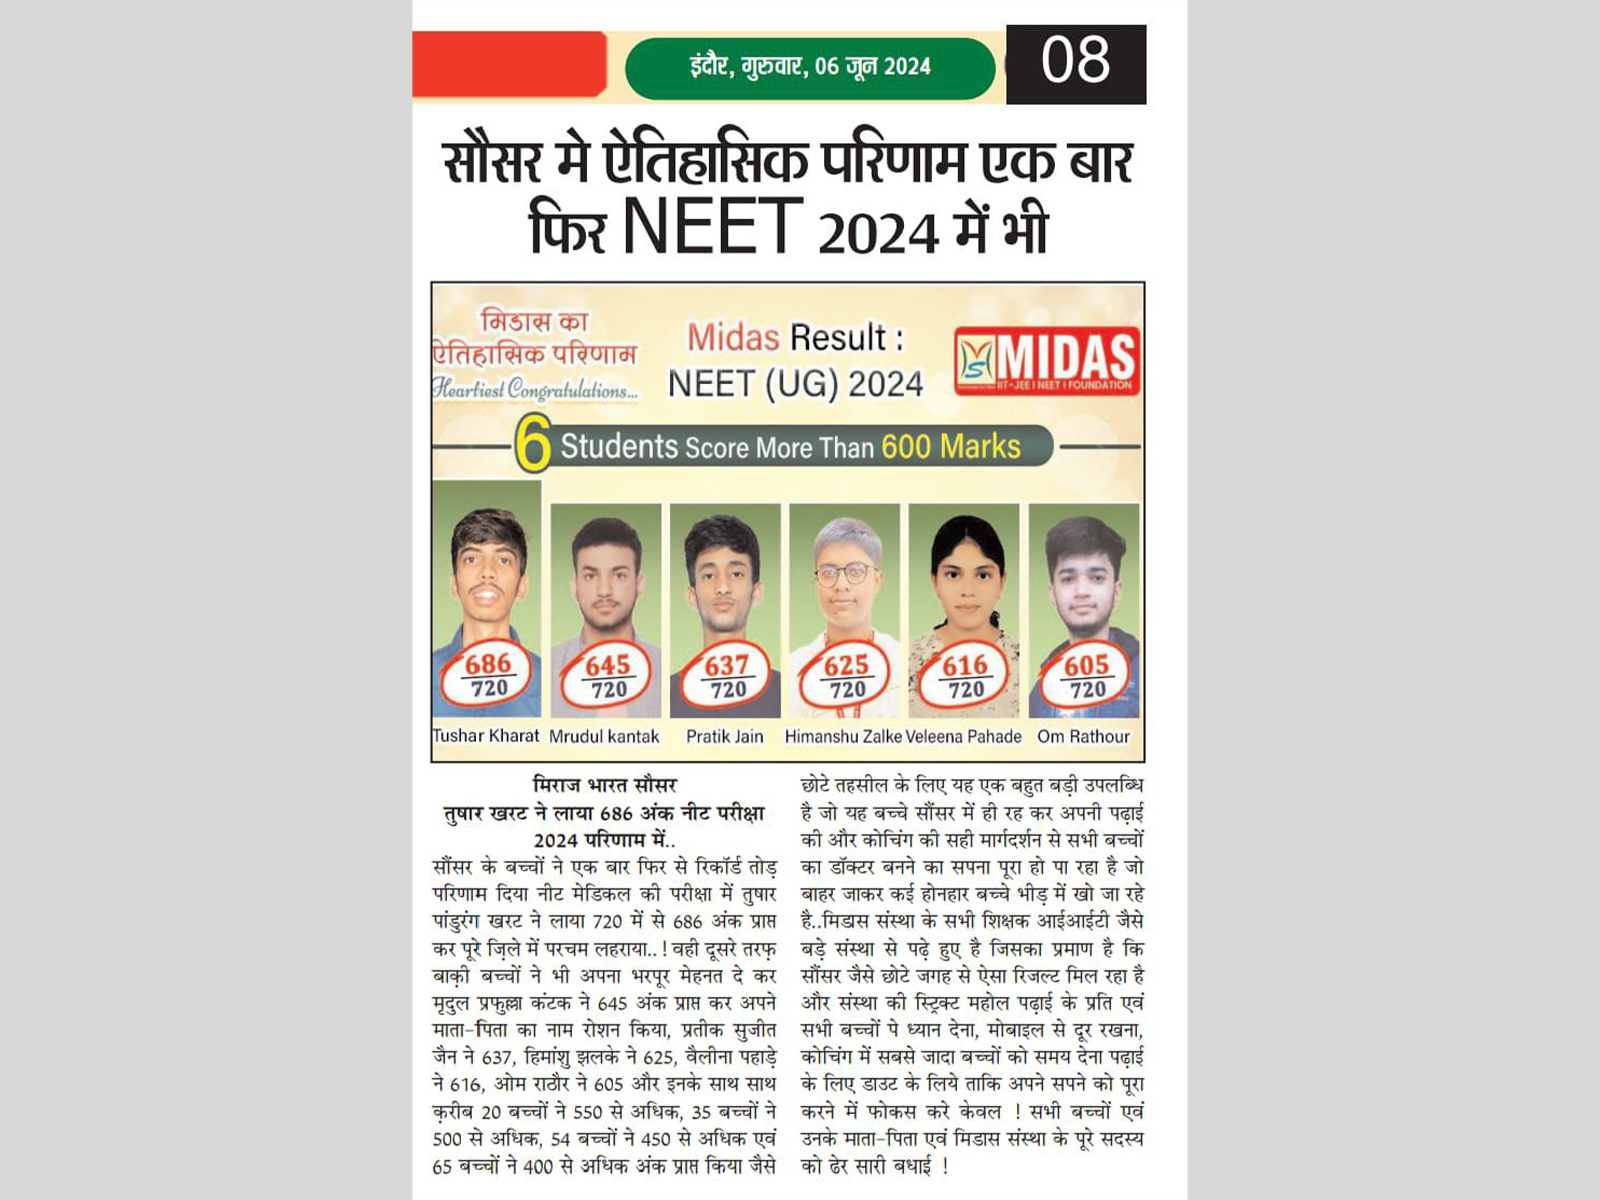 इंदौर, गुरुवार, 06 जून 2024
08
सौसर मे ऐतिहासिक परिणाम एक बार
फिर NEET 2024 में भी
मिडास का
ऐतिहासिक परिणाम
Heartiest Congratulations...
Midas Result :
NEET (UG) 2024
MIDAS
IIT-JEE I NEET I FOUNDATION
6 Students Score More Than 600 Marks
686
720
645
720
637
720
625
720
616
720
605
720
Tushar Kharat Mrudul kantak Pratik Jain Himanshu Zalke Veleena Pahade Om Rathour
मिराज भारत सौसर
तुषार खरट ने लाया 686 अंक नीट परीक्षा
2024 परिणाम में..
सौंसर के बच्चों ने एक बार फिर से रिकॉर्ड तोड़
परिणाम दिया नीट मेडिकल की परीक्षा में तुषार
पांडुरंग खरट ने लाया 720 में से 686 अंक प्राप्त
कर पूरे ज़िले में परचम लहराया..! वही दूसरे तरफ़
बाक़ी बच्चों ने भी अपना भरपूर मेहनत दे कर
मृदुल प्रफुल्ला कंटक ने 645 अंक प्राप्त कर अपने
माता-पिता का नाम रोशन किया, प्रतीक सुजीत
जैन ने 637, हिमांशु झलके ने 625, वैलीना पहाड़े
ने 616, ओम राठौर ने 605 और इनके साथ साथ
क़रीब 20 बच्चों ने 550 से अधिक, 35 बच्चों ने
500 से अधिक, 54 बच्चों ने 450 से अधिक एवं
65 बच्चों ने 400 से अधिक अंक प्राप्त किया जैसे
छोटे तहसील के लिए यह एक बहुत बड़ी उपलब्धि
है जो यह बच्चे सौंसर में ही रह कर अपनी पढ़ाई
की और कोचिंग की सही मार्गदर्शन से सभी बच्चों
का डॉक्टर बनने का सपना पूरा हो पा रहा है जो
बाहर जाकर कई होनहार बच्चे भीड़ में खो जा रहे
है..मिडास संस्था के सभी शिक्षक आईआईटी जैसे
बड़े संस्था से पढ़े हुए है जिसका प्रमाण है कि
सौंसर जैसे छोटे जगह से ऐसा रिजल्ट मिल रहा है
और संस्था की स्ट्रिक्ट महोल पढ़ाई के प्रति एवं
सभी बच्चों पे ध्यान देना, मोबाइल से दूर रखना,
कोचिंग में सबसे जादा बच्चों को समय देना पढ़ाई
के लिए डाउट के लिये ताकि अपने सपने को पूरा
करने में फोकस करे केवल ! सभी बच्चों एवं
उनके माता-पिता एवं मिडास संस्था के पूरे सदस्य
को ढेर सारी बधाई !